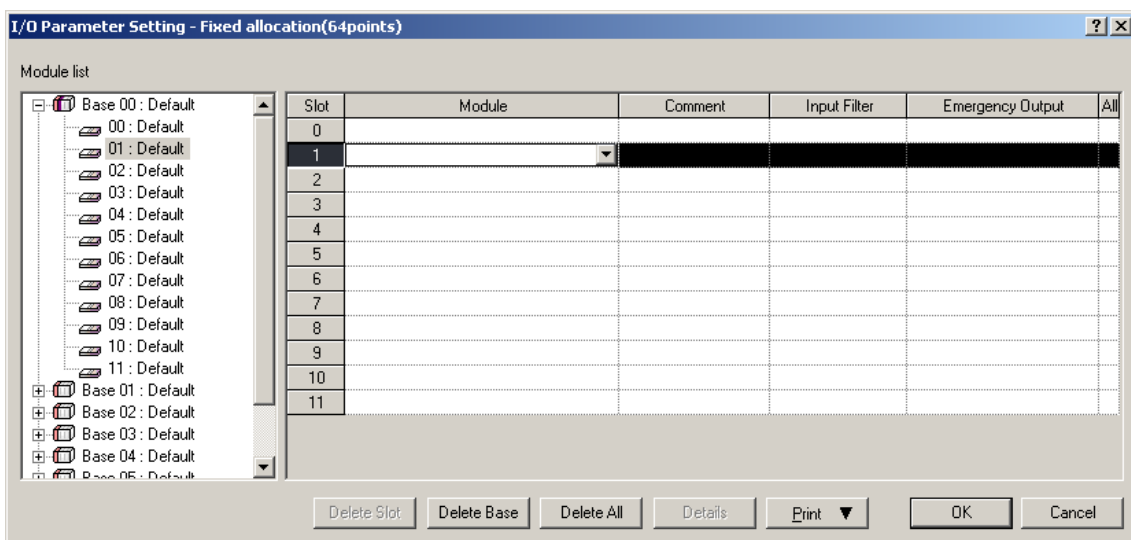 I/O Parameter Setting - Fixed allocation(64points)
Module list
Base 00 : Default
00 : Default
01 : Default
02 : Default
03 : Default
04 : Default
05 : Default
06 : Default
07 : Default
08 : Default
09 : Default
10 : Default
11 : Default
Base 01 : Default
Base 02 : Default
Base 03 : Default
Base 04 : Default
Base 05 : Default
Slot Module Comment Input Filter Emergency Output All
0
1
2
3
4
5
6
7
8
9
10
11
Delete Slot Delete Base Delete All Details Print ▼ OK Cancel